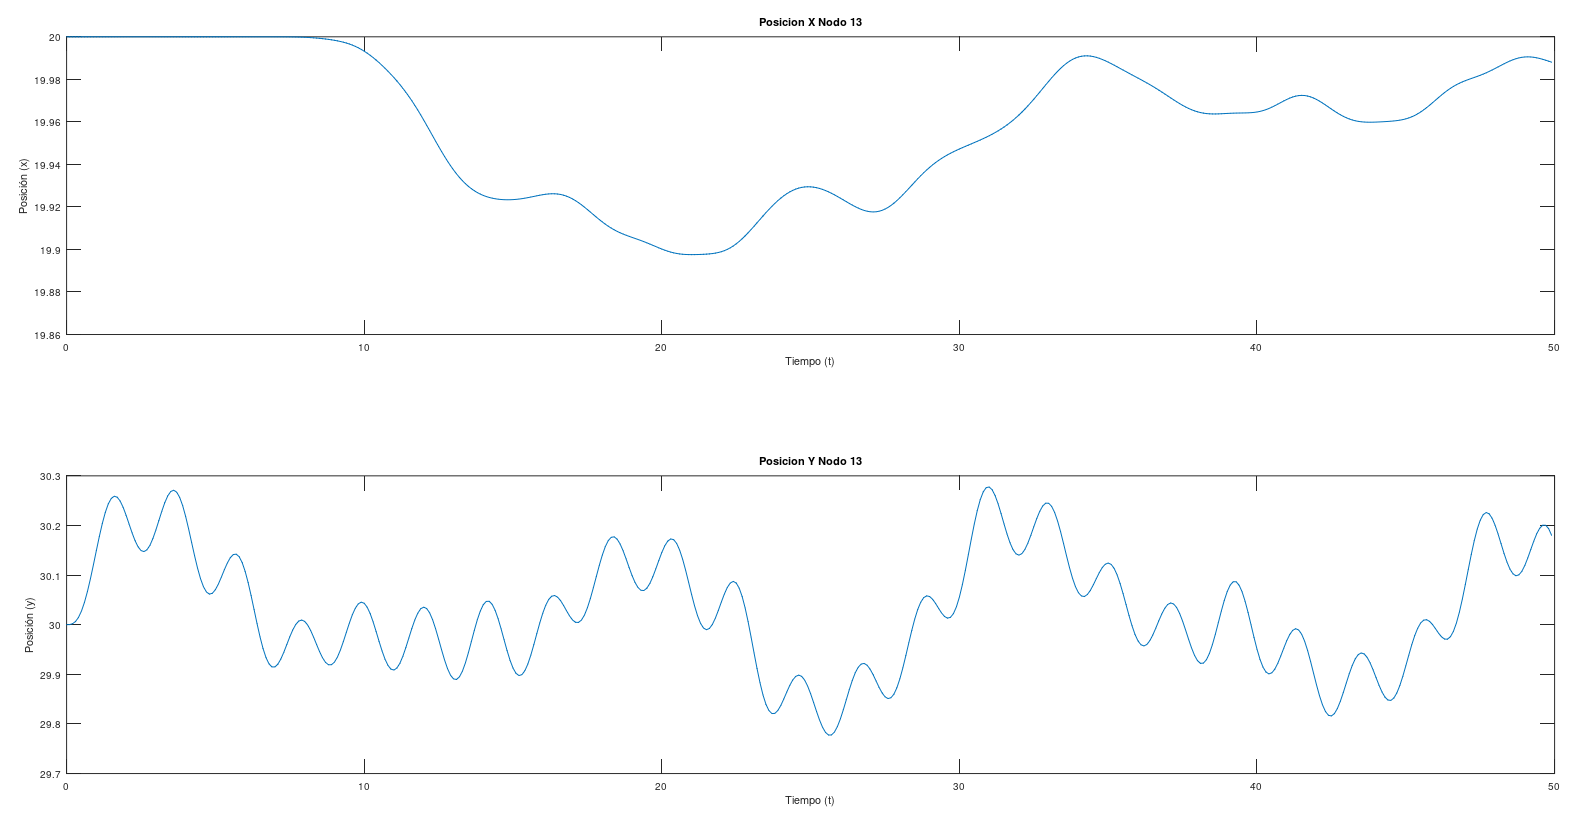 Posicion X Nodo 13
20
19.98
19.96
19.94
19.92
19.9
19.88
19.86
Posición (x)
0 10 20 30 40 50
Tiempo (t)
Posicion Y Nodo 13
30.3
30.2
30.1
30
29.9
29.8
29.7
Posición (y)
0 10 20 30 40 50
Tiempo (t)